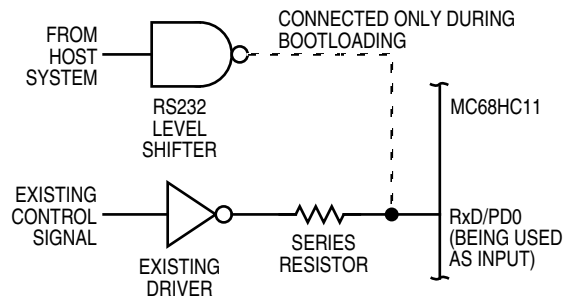 FROM
HOST
SYSTEM
RS232
LEVEL
SHIFTER
CONNECTED ONLY DURING
BOOTLOADING
MC68HC11
EXISTING
CONTROL
SIGNAL
EXISTING
DRIVER
SERIES
RESISTOR
RxD/PD0
(BEING USED
AS INPUT)